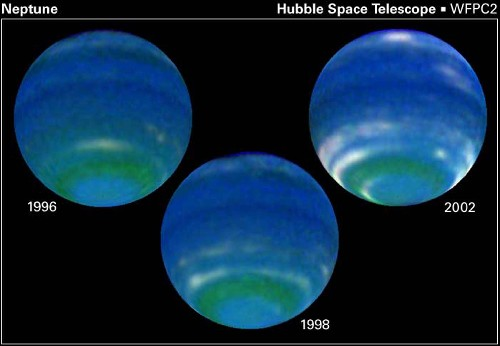 Neptune
Hubble Space Telescope ▪ WFPC2
1996
2002
1998